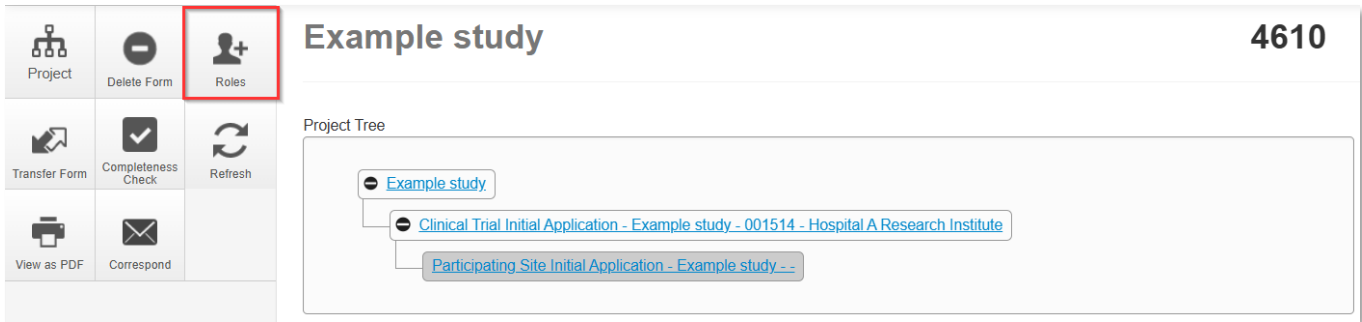 Example study
4610
Project
Delete Form
Roles
Project Tree
Transfer Form
Completeness
Check
Refresh
Example study
Clinical Trial Initial Application - Example study - 001514 - Hospital A Research Institute
View as PDF
Correspond
Participating Site Initial Application - Example study - -